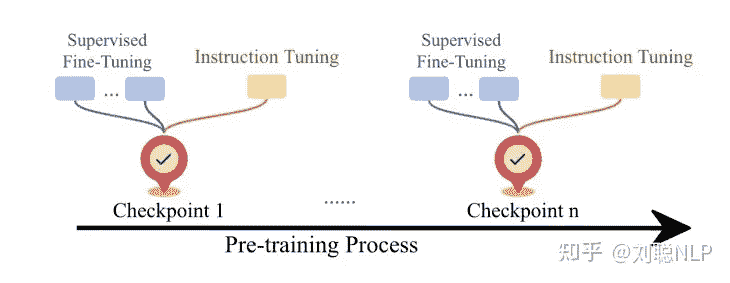 Supervised
Fine-Tuning
Instruction Tuning
...
Checkpoint 1
......
Supervised
Fine-Tuning
Instruction Tuning
...
Checkpoint n
Pre-training Process
知乎 @刘聪NLP